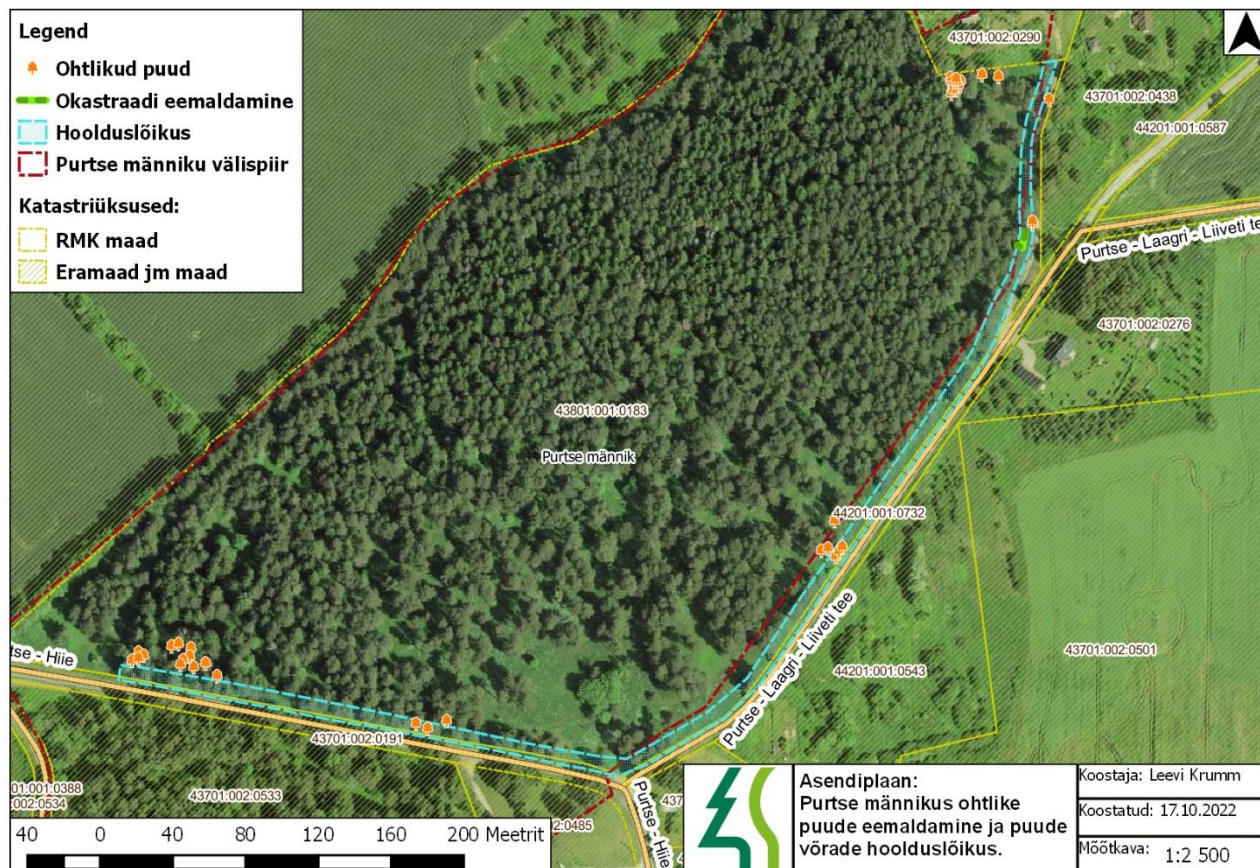 Legend
Ohtlikud puud
Okastraadi eemaldamine
Hoolduslõikus
Purtse männiku välispiir
Katastriüksused:
RMK maad
Eramaad jm maad
43701:002:0290
43701:002:0438
44201:001:0587
Purtse - Laagri - Liiveti tee
43701:002:0276
43801:001:0183
Purtse männik
44201:001:0732
43701:002:0501
44201:001:0543
Purtse - Laagri - Liiveti tee
tse - Hiie
43701:002:0191
43701:002:0533
01:001:0388
:002:0534
Purtse - Hiie
4370
:002:0485
40 0 40 80 120 160 200 Meetrit
Asendiplaan:
Purtse männikus ohtlike
puude eemaldamine ja puude
võrade hoolduslõikus.
Koostaja: Leevi Krumm
Koostatud: 17.10.2022
Mõõtkava: 1:2 500